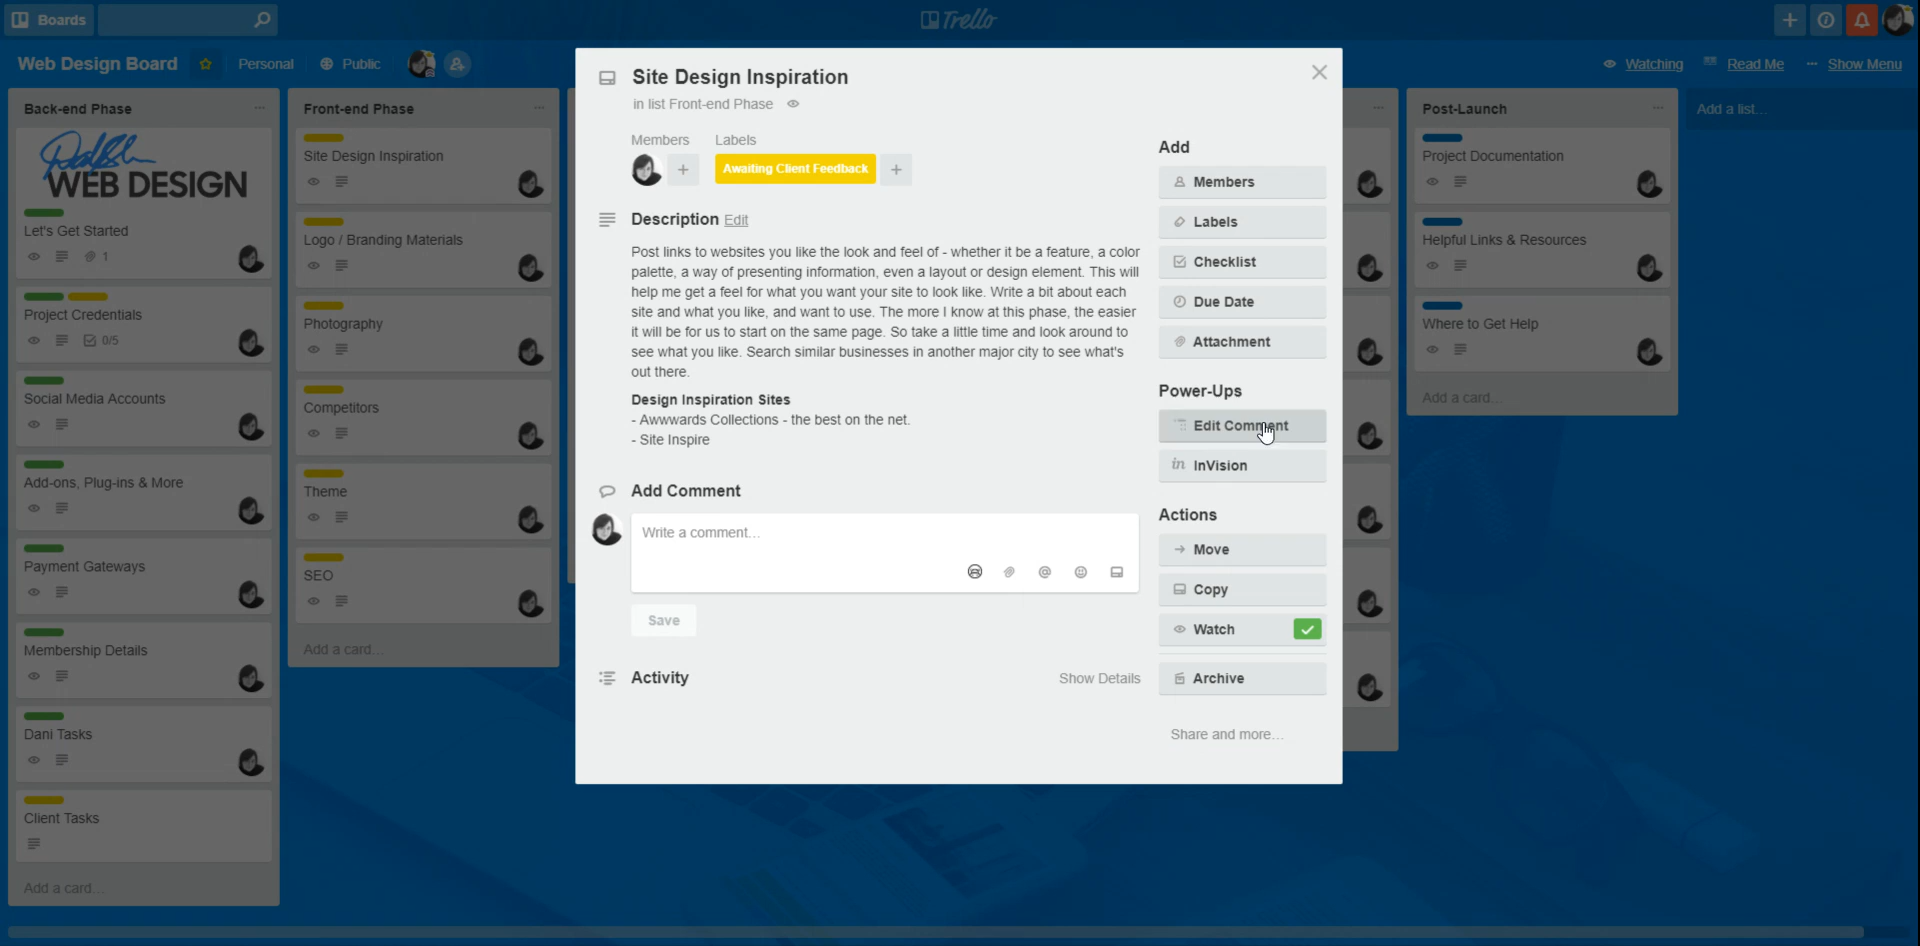 Boards
Trello
Web Design Board
Personal
Public
Watching
Read Me
Show Menu
Back-end Phase
WEB DESIGN
Let's Get Started
1
Project Credentials
0/5
Social Media Accounts
Add-ons, Plug-ins & More
Payment Gateways
Membership Details
Dani Tasks
Client Tasks
Add a card...
Front-end Phase
Site Design Inspiration
Logo / Branding Materials
Photography
Competitors
Theme
SEO
Add a card...
Site Design Inspiration
in list Front-end Phase
Members
Labels
Awaiting Client Feedback
Description Edit
Post links to websites you like the look and feel of - whether it be a feature, a color
palette, a way of presenting information, even a layout or design element. This will
help me get a feel for what you want your site to look like. Write a bit about each
site and what you like, and want to use. The more I know at this phase, the easier
it will be for us to start on the same page. So take a little time and look around to
see what you like. Search similar businesses in another major city to see what's
out there.
Design Inspiration Sites
- Awwwards Collections - the best on the net.
- Site Inspire
Add Comment
Write a comment...
Save
Activity
Show Details
Add
Members
Labels
Checklist
Due Date
Attachment
Power-Ups
Edit Comment
in InVision
Actions
Move
Copy
Watch
Archive
Share and more...
Post-Launch
Project Documentation
Helpful Links & Resources
Where to Get Help
Add a card...
Add a list...